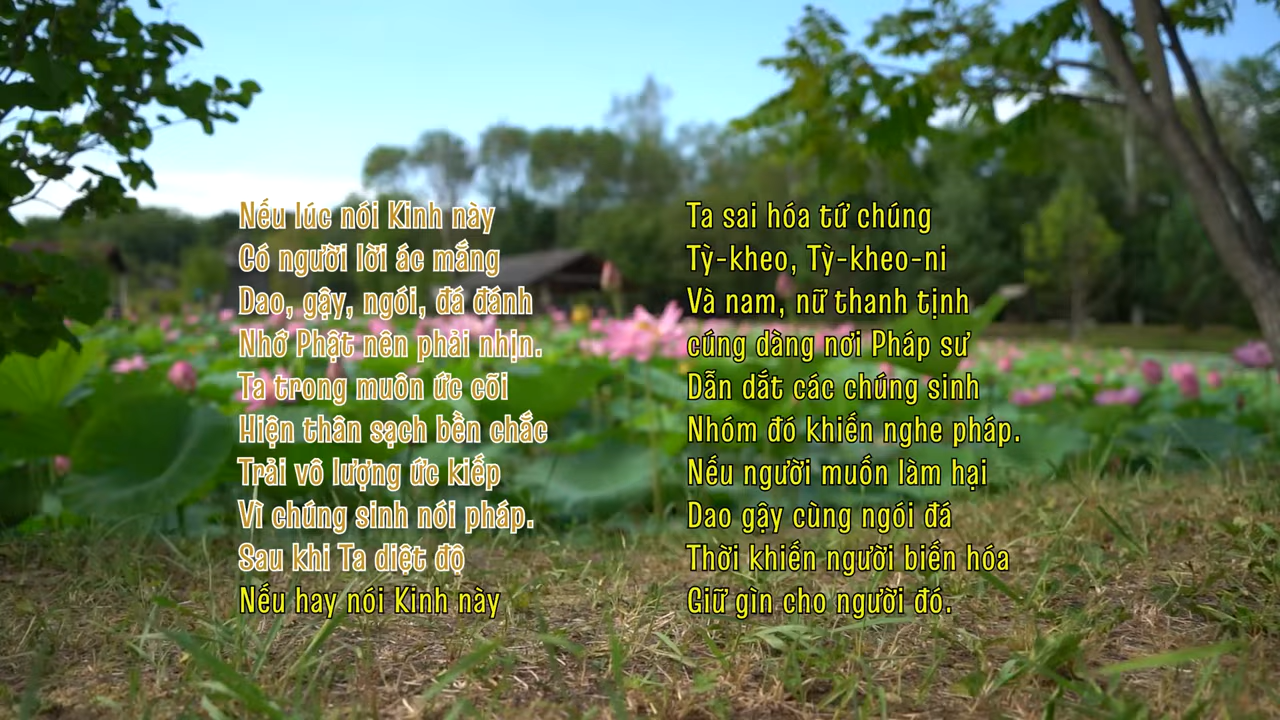 Nếu lúc nói Kinh này
Có người lời ác mắng
Dao, gậy, ngói, đá đánh
Nhớ Phật nên phải nhịn.
Ta trong muôn ức cõi
Hiện thân sạch bền chắc
Trải vô lượng ức kiếp
Vì chúng sinh nói pháp.
Sau khi Ta diệt độ
Nếu hay nói Kinh này
Ta sai hóa tứ chúng
Tỳ-kheo, Tỳ-kheo-ni
Và nam, nữ thanh tịnh
cúng dàng nơi Pháp sư
Dẫn dắt các chúng sinh
Nhóm đó khiến nghe pháp.
Nếu người muốn làm hại
Dao gậy cùng ngói đá
Thời khiến người biến hóa
Giữ gìn cho người đó.